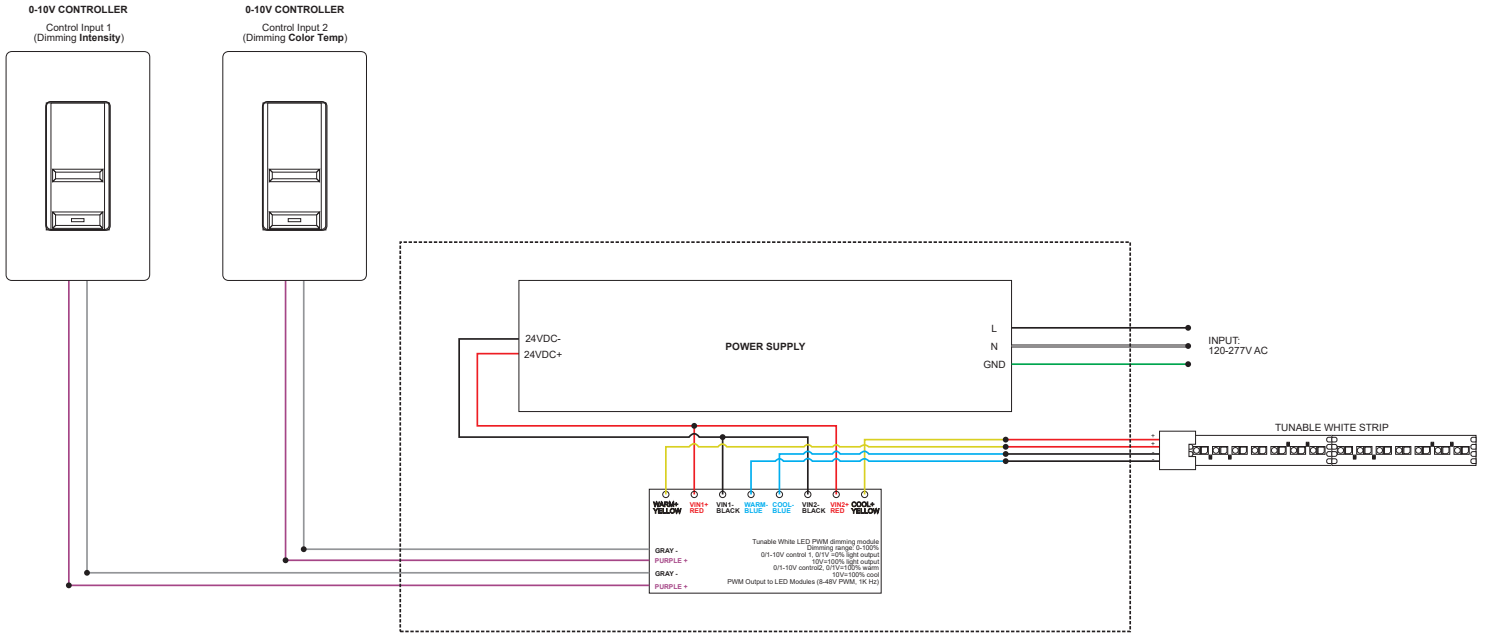 0-10V CONTROLLER
Control Input 1
(Dimming Intensity)
0-10V CONTROLLER
Control Input 2
(Dimming Color Temp)
24VDC-
24VDC+
POWER SUPPLY
L
N
GND
INPUT:
120-277V AC
TUNABLE WHITE STRIP
+
+
-
-
WARM+
YELLOW
VIN1+
RED
VIN1-
BLACK
WARM-
BLUE
COOL-
BLUE
VIN2-
BLACK
VIN2+
RED
COOL+
YELLOW
GRAY -
PURPLE +
GRAY -
PURPLE +
Tunable White LED PWM dimming module
Dimming range: 0-100%
0/1-10V control 1, 0/1V =0% light output
10V=100% light output
0/1-10V control2, 0/1V=100% warm
10V=100% cool
PWM Output to LED Modules (8-48V PWM, 1K Hz)